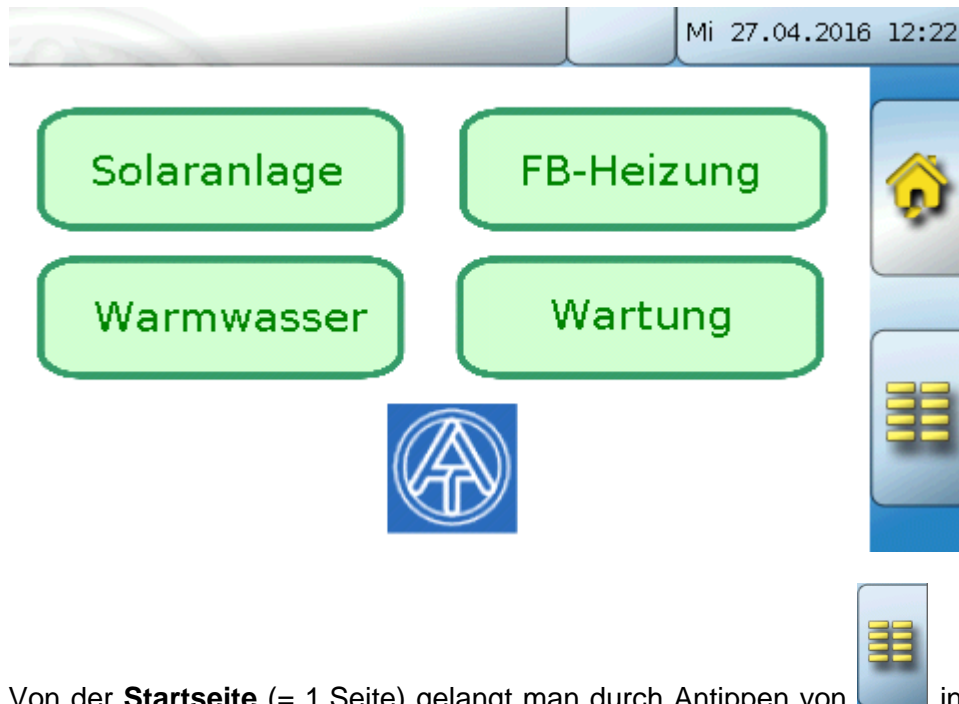 Mi 27.04.2016 12:22
Solaranlage
FB-Heizung
Warmwasser
Wartung
Von der Startseite (= 1.Seite) gelangt man durch Antippen von in